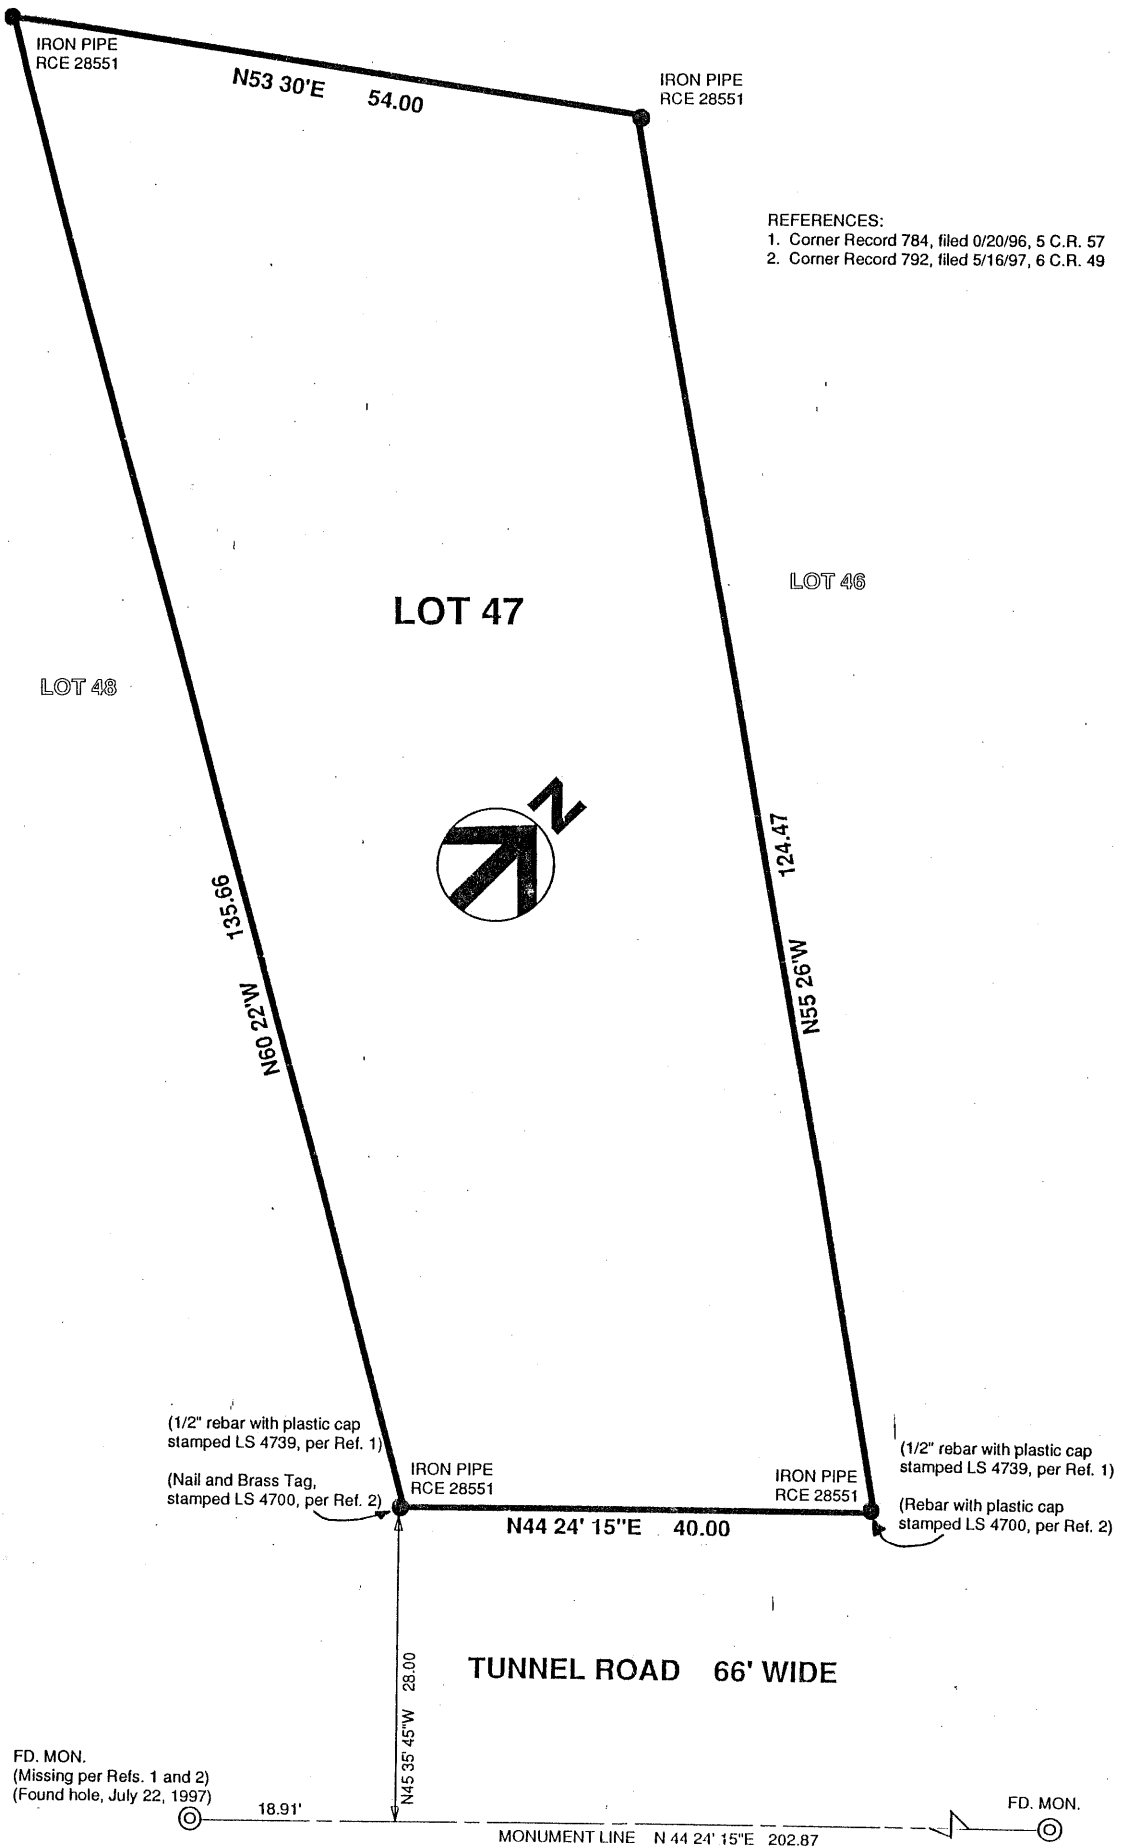 IRON PIPE
RCE 28551
N53 30'E 54.00
IRON PIPE
RCE 28551
REFERENCES:
1. Corner Record 784, filed 0/20/96, 5 C.R. 57
2. Corner Record 792, filed 5/16/97, 6 C.R. 49
LOT 46
LOT 47
LOT 48
N
124.47
N55 26'W
135.66
N60 22'W
(1/2" rebar with plastic cap
stamped LS 4739, per Ref. 1)
(Nail and Brass Tag,
stamped LS 4700, per Ref. 2)
IRON PIPE
RCE 28551
IRON PIPE
RCE 28551
(1/2" rebar with plastic cap
stamped LS 4739, per Ref. 1)
(Rebar with plastic cap
stamped LS 4700, per Ref. 2)
N44 24' 15"E 40.00
TUNNEL ROAD 66' WIDE
N45 35' 45"W 28.00
FD. MON.
(Missing per Refs. 1 and 2)
(Found hole, July 22, 1997)
18.91'
FD. MON.
MONUMENT LINE N 44 24' 15"E 202.87